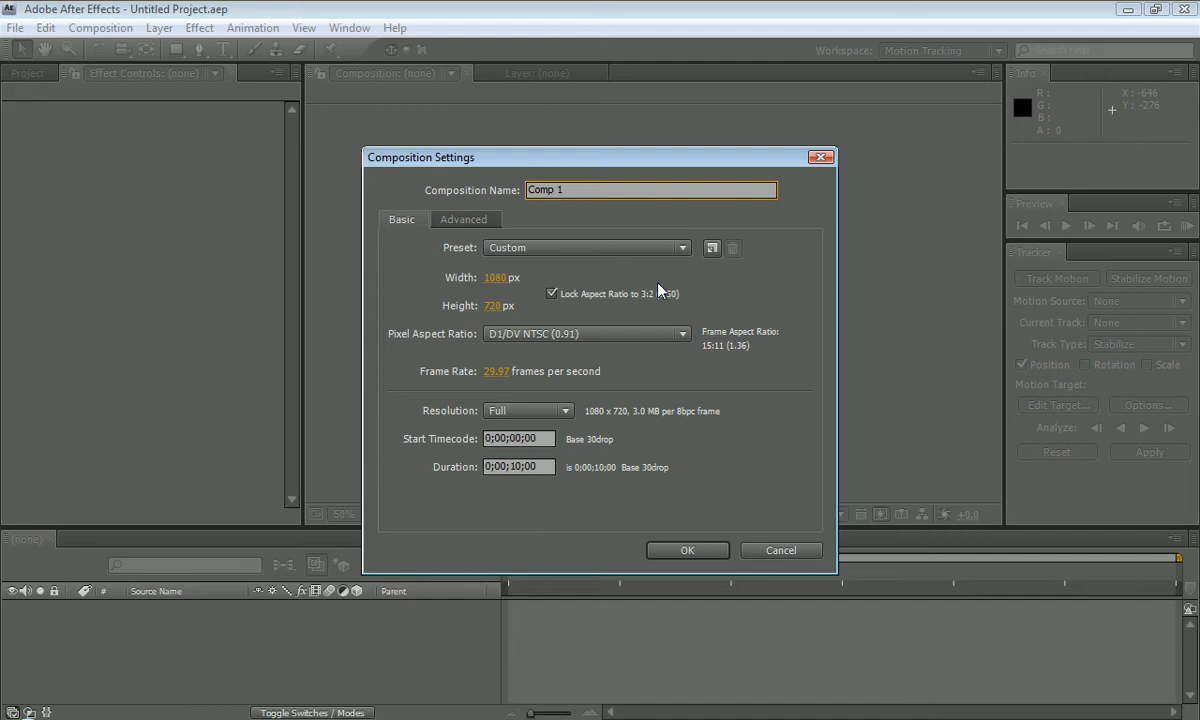 Adobe After Effects - Untitled Project.aep
File Edit Composition Layer Effect Animation View Window Help
Workspace: Motion Tracking Search Help
Project Effect Controls: (none) Composition: (none) Layer: (none) Info
R : X : -646
G : Y : -276
B :
A : 0
Composition Settings
Composition Name: Comp 1
Basic Advanced
Preset: Custom
Width: 1080 px
Lock Aspect Ratio to 3:2
Height: 720 px
Pixel Aspect Ratio: D1/DV NTSC (0.91) Frame Aspect Ratio:
15:11 (1.36)
Frame Rate: 29.97 frames per second
Resolution: Full 1080 x 720, 3.0 MB per 8bpc frame
Start Timecode: 0;00;00;00 Base 30drop
Duration: 0;00;10;00 is 0;00;10;00 Base 30drop
OK Cancel
Preview
Tracker
Track Motion Stabilize Motion
Motion Source: None
Current Track: None
Track Type: Stabilize
Position Rotation Scale
Motion Target:
Edit Target... Options...
Analyze:
Reset Apply
50% +0.0
(none)
# Source Name fx Parent
Toggle Switches / Modes